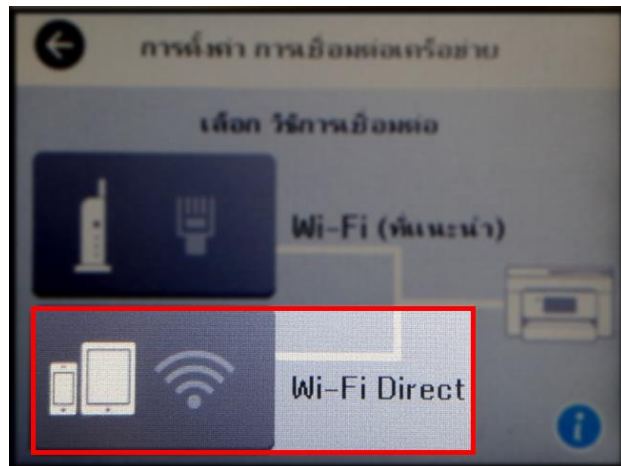 การตั้งค่า การเชื่อมต่อเครือข่าย
เลือก วิธีการเชื่อมต่อ
Wi-Fi (ที่แนะนำ)
Wi-Fi Direct
i